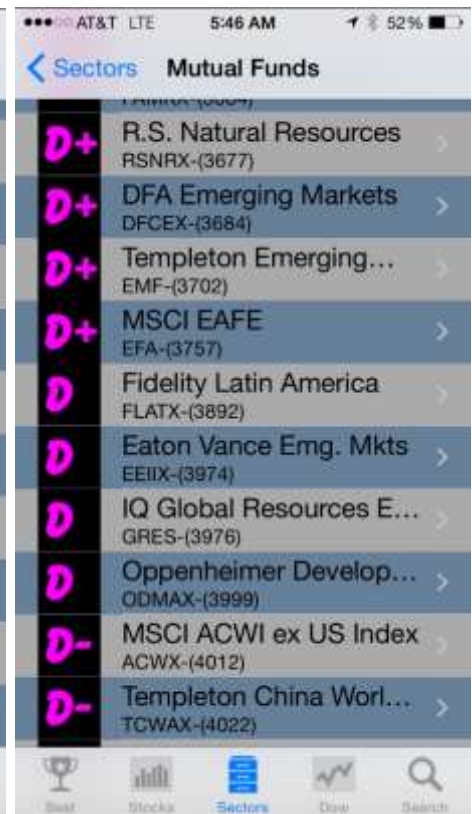 AT&T LTE 5:46 AM 52%
Sectors Mutual Funds
D+ R.S. Natural Resources
RSNRX-(3677)
D+ DFA Emerging Markets
DFCEX-(3684)
D+ Templeton Emerging...
EMF-(3702)
D+ MSCI EAFE
EFA-(3757)
D Fidelity Latin America
FLATX-(3892)
D Eaton Vance Emg. Mkts
EEIIX-(3974)
D IQ Global Resources E...
GRES-(3976)
D Oppenheimer Develop...
ODMAX-(3999)
D- MSCI ACWI ex US Index
ACWX-(4012)
D- Templeton China Worl...
TCWAX-(4022)
Best Stocks Sectors Dow Search